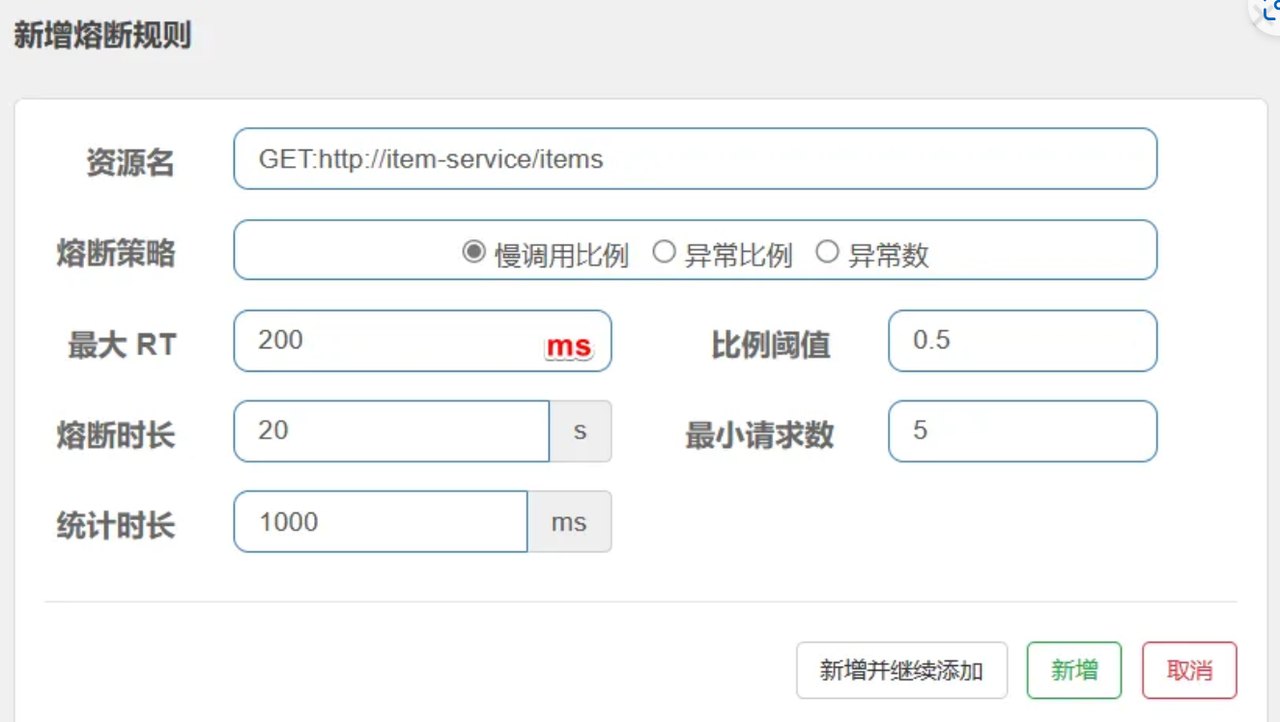 新增熔断规则
资源名 GET:http://item-service/items
熔断策略 慢调用比例 异常比例 异常数
最大 RT 200 ms 比例阈值 0.5
熔断时长 20 s 最小请求数 5
统计时长 1000 ms
新增并继续添加 新增 取消